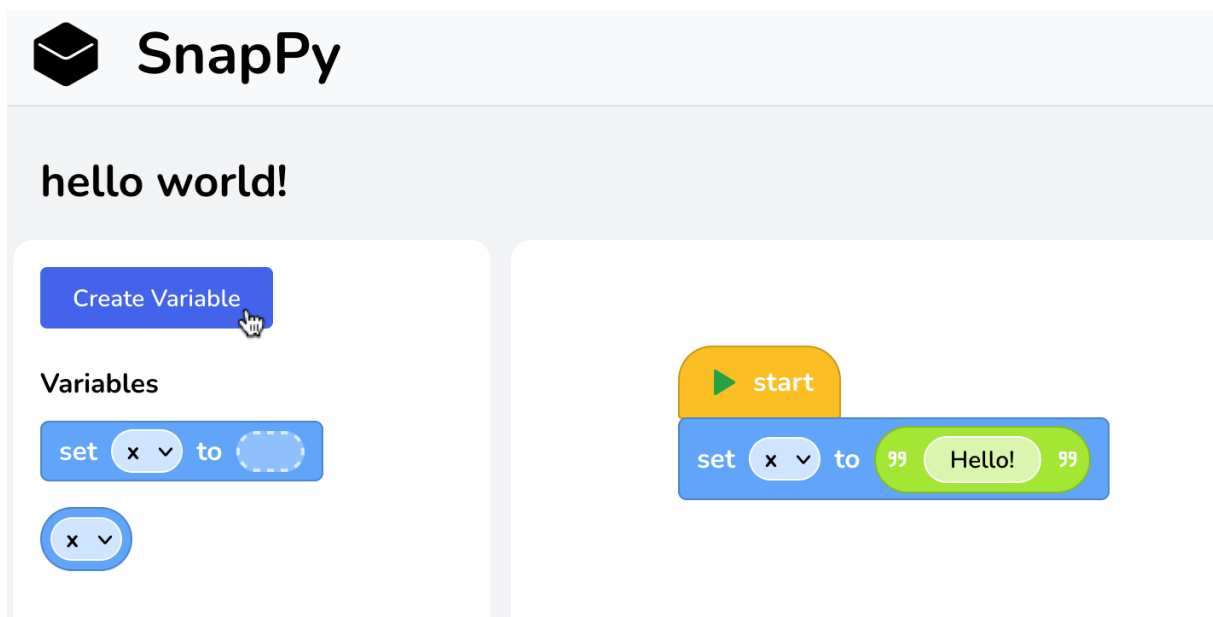 SnapPy
hello world!
Create Variable
Variables
set x to
x
start
set x to ❞ Hello! ❞